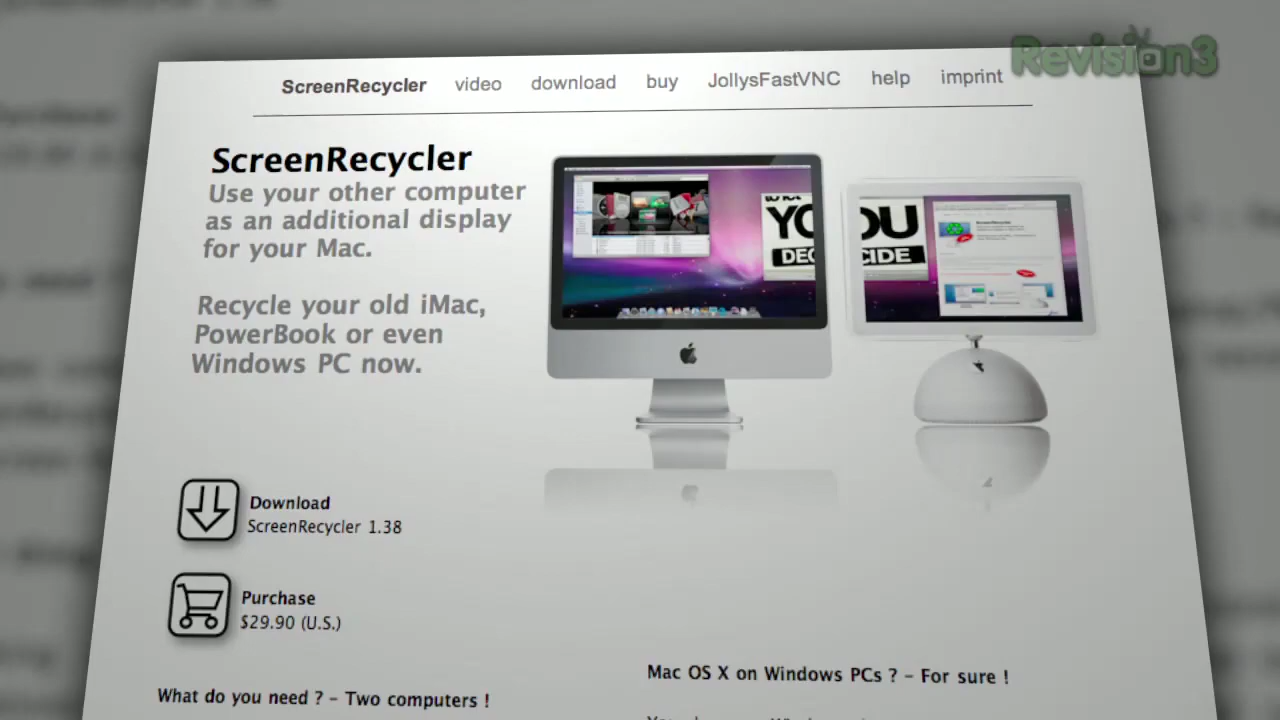 Revision3
ScreenRecycler video download buy JollysFastVNC help imprint
ScreenRecycler
Use your other computer
as an additional display
for your Mac.
Recycle your old iMac,
PowerBook or even
Windows PC now.
YOU
DECIDE
Download
ScreenRecycler 1.38
Purchase
$29.90 (U.S.)
What do you need ? - Two computers !
Mac OS X on Windows PCs ? - For sure !